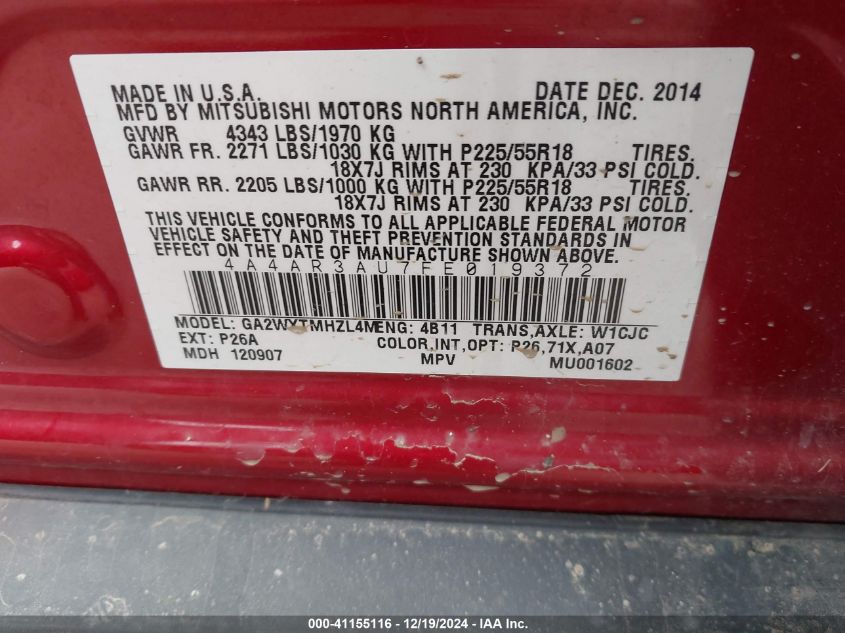 MADE IN U.S.A. DATE DEC. 2014
MFD BY MITSUBISHI MOTORS NORTH AMERICA, INC.
GVWR 4343 LBS/1970 KG
GAWR FR. 2271 LBS/1030 KG WITH P225/55R18 TIRES.
18X7J RIMS AT 230 KPA/33 PSI COLD.
GAWR RR. 2205 LBS/1000 KG WITH P225/55R18 TIRES.
18X7J RIMS AT 230 KPA/33 PSI COLD.
THIS VEHICLE CONFORMS TO ALL APPLICABLE FEDERAL MOTOR
VEHICLE SAFETY AND THEFT PREVENTION STANDARDS IN
EFFECT ON THE DATE OF MANUFACTURE SHOWN ABOVE.
4A4AR3AU7FE019372
MODEL: GA2WXTMHZL4M ENG: 4B11 TRANS,AXLE: W1CJC
EXT: P26A COLOR,INT,OPT: P26,71X,A07
MDH 120907 MPV MU001602
000-41155116 - 12/19/2024 - IAA Inc.